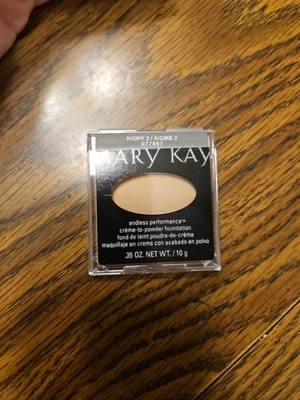 IVORY 2 / IVOIRE 2
077857
MARY KAY
endless performance™
crème-to-powder foundation
fond de teint poudre-de-crème
maquillaje en crema con acabado en polvo
.35 OZ. NET WT. / 10 g